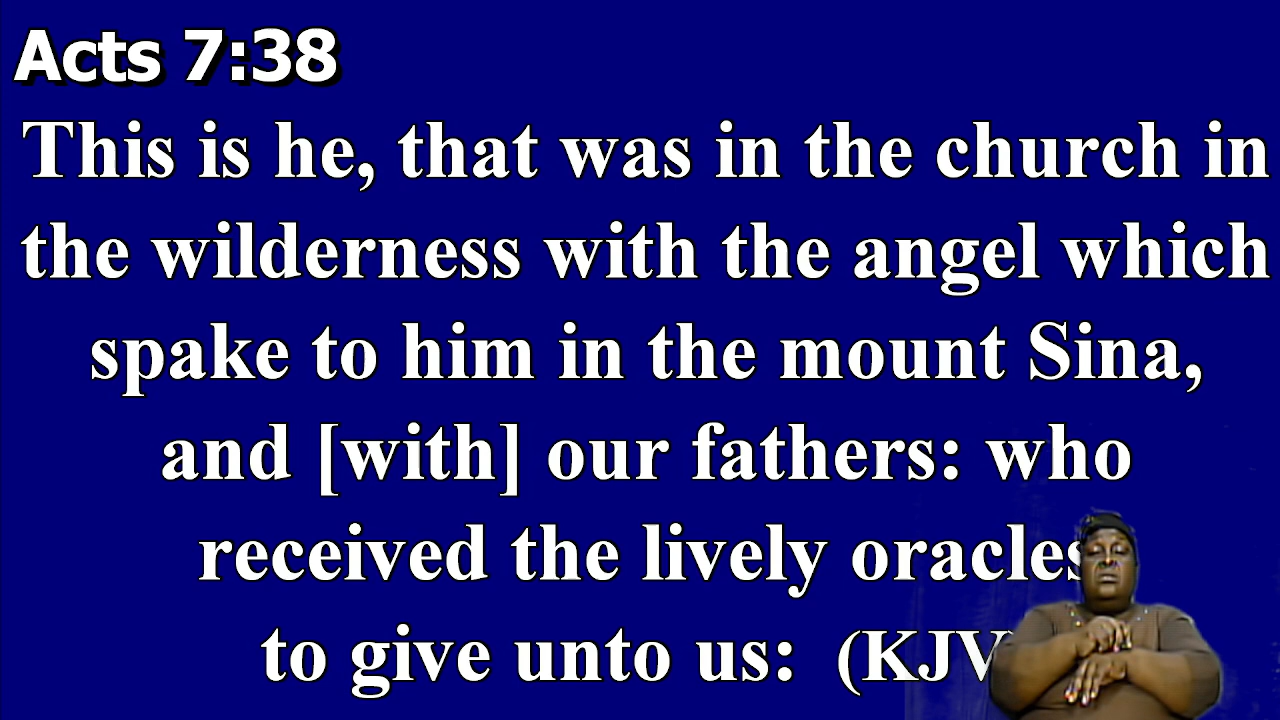 Acts 7:38
This is he, that was in the church in
the wilderness with the angel which
spake to him in the mount Sina,
and [with] our fathers: who
received the lively oracles
to give unto us: (KJV)